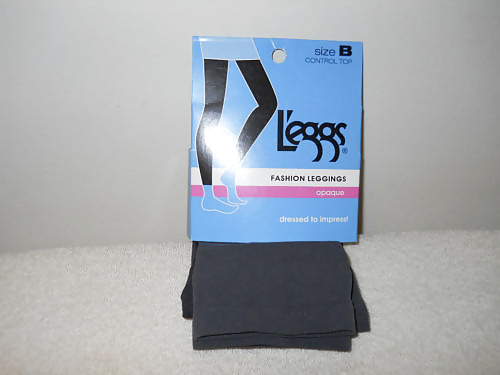 size B
CONTROL TOP
L'eggs®
FASHION LEGGINGS
opaque
dressed to impress!